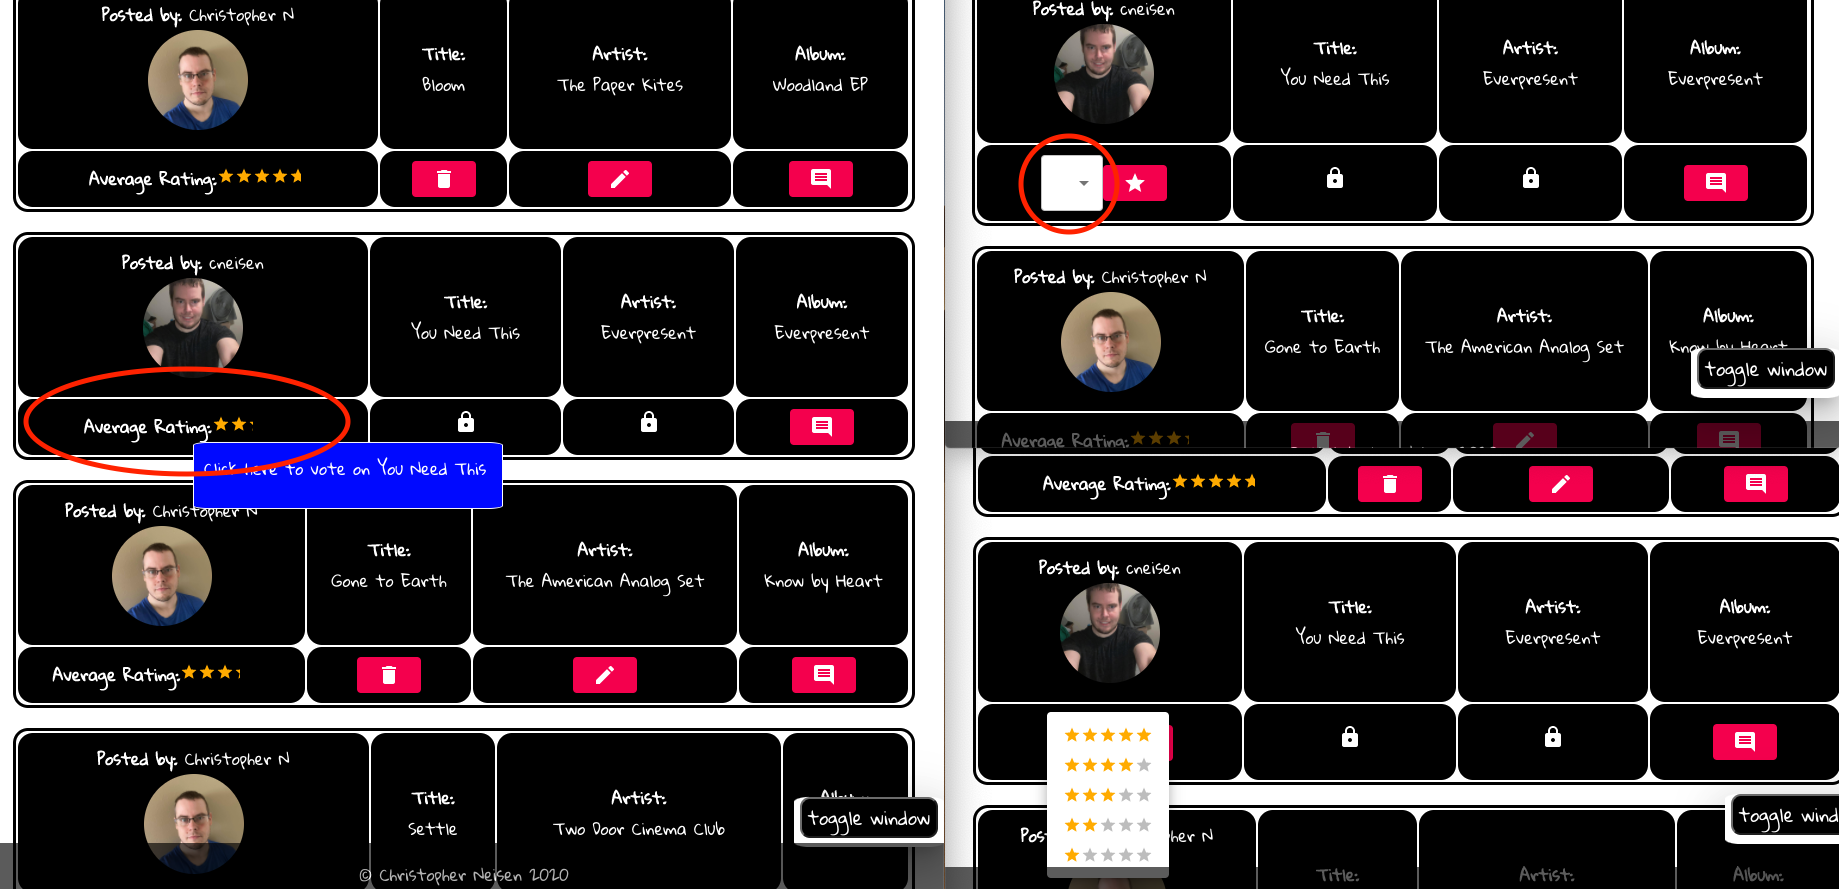 Posted by: Christopher N
Title:
Bloom
Artist:
The Paper Kites
Album:
Woodland EP
Average Rating:
Posted by: cneisen
Title:
You Need This
Artist:
Everpresent
Album:
Everpresent
Average Rating:
Click here to vote on You Need This
Posted by: Christopher N
Title:
Gone to Earth
Artist:
The American Analog Set
Album:
Know by Heart
Average Rating:
Posted by: Christopher N
Title:
Settle
Artist:
Two Door Cinema Club
Album:
toggle window
© Christopher Neisen 2020
Posted by: cneisen
Title:
You Need This
Artist:
Everpresent
Album:
Everpresent
Posted by: Christopher N
Title:
Gone to Earth
Artist:
The American Analog Set
Album:
Know by Heart
toggle window
Average Rating:
Average Rating:
Posted by: cneisen
Title:
You Need This
Artist:
Everpresent
Album:
Everpresent
toggle wind
Pos
her N
Title:
Artist:
Album: